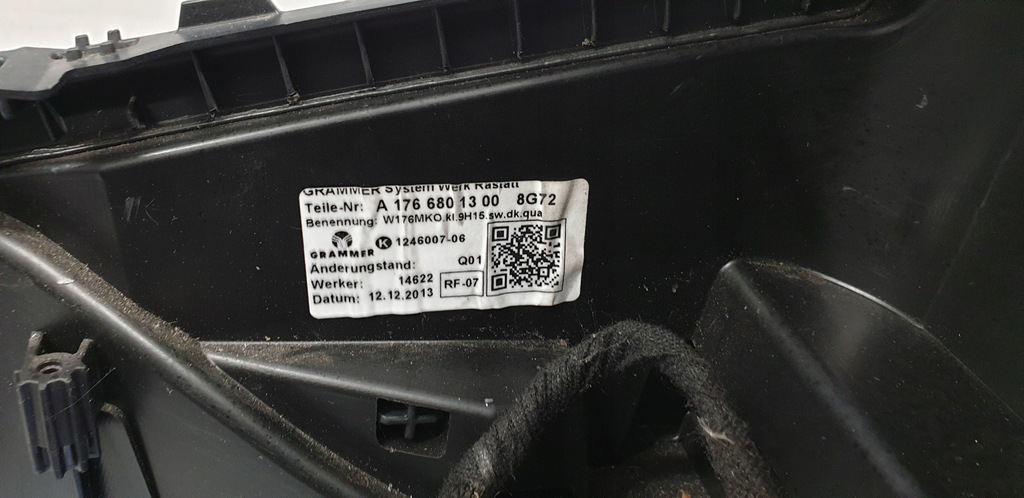 GRAMMER System Werk Rastatt
Teile-Nr: A 176 680 13 00 8G72
Benennung: W176MKO.kl.9H15.sw.dk.qua
GRAMMER K 1246007-06
Änderungstand: Q01
Werker: 14622 RF-07
Datum: 12.12.2013